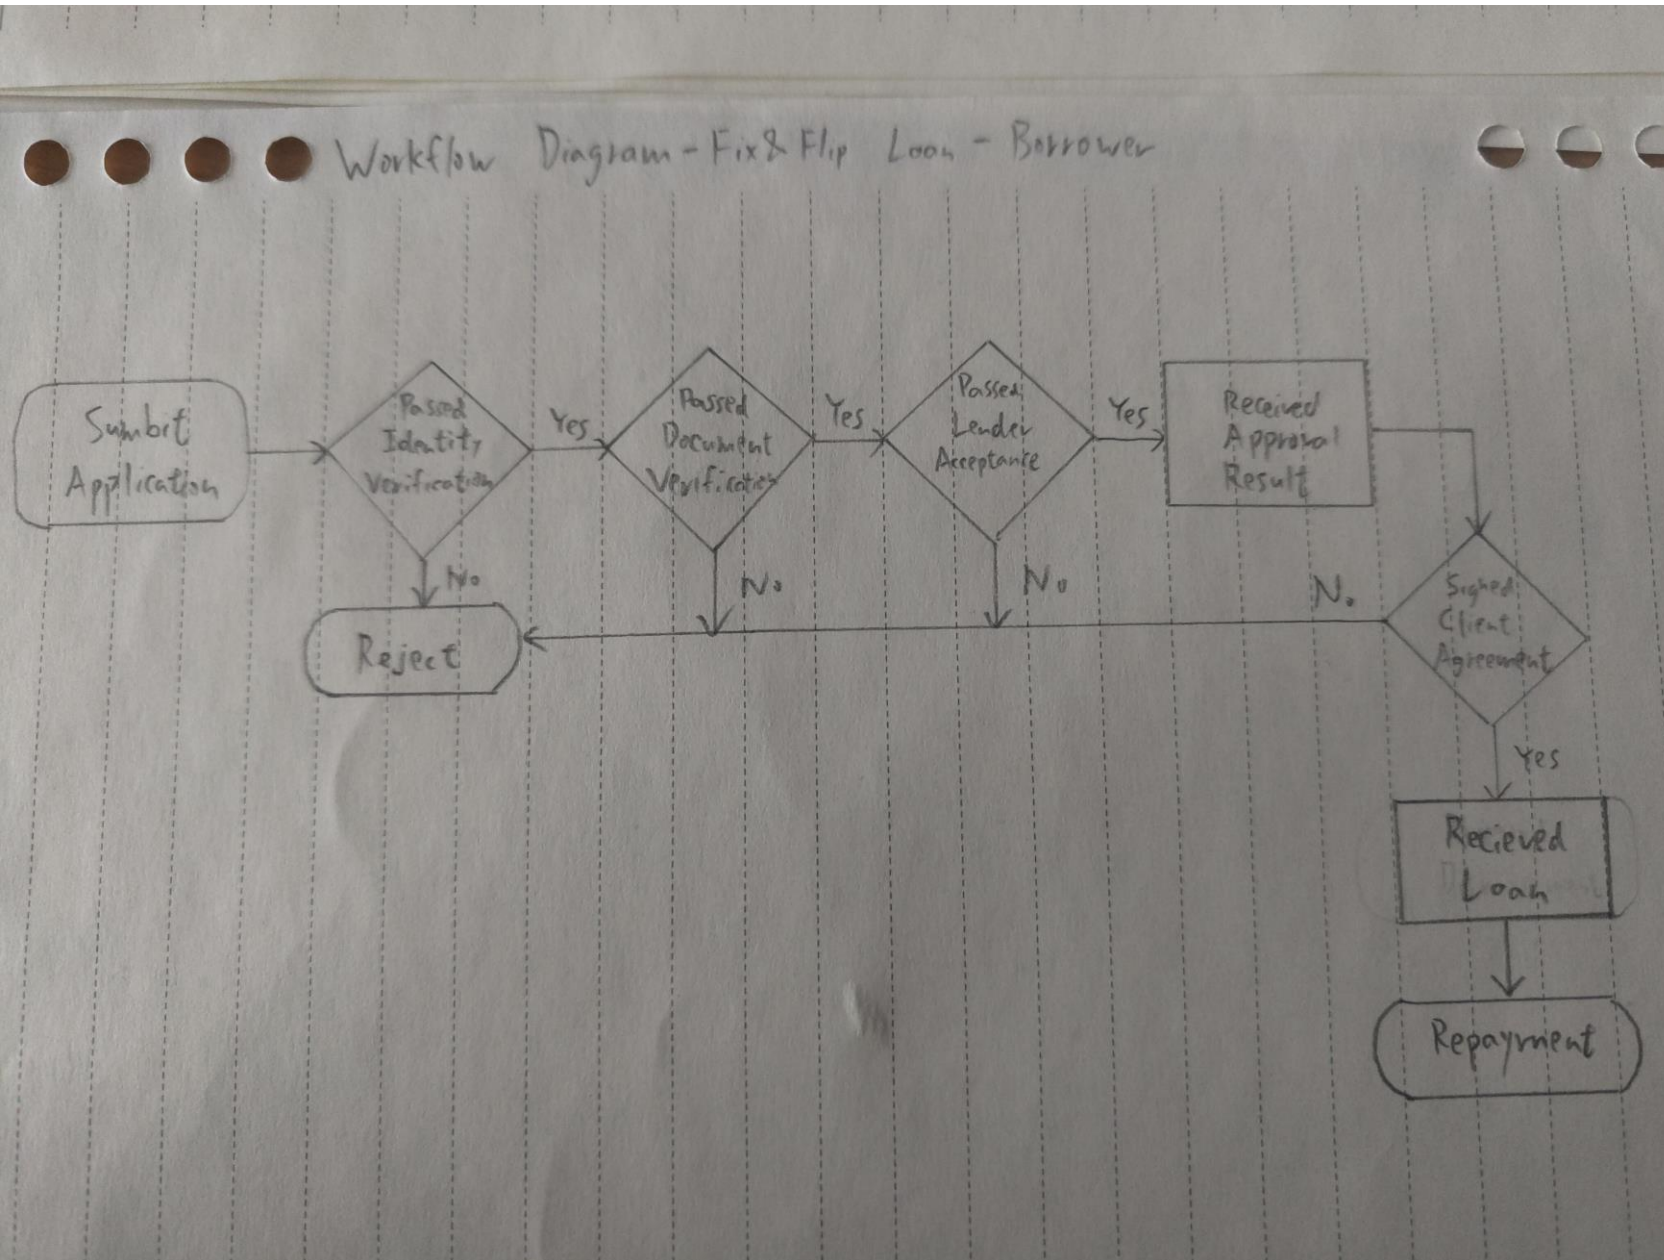 Workflow Diagram - Fix & Flip Loan - Borrower
Sumbit
Application
Passed
Identity
Verification
Yes
No
Passed
Document
Verification
Yes
No
Passed
Lender
Acceptance
Yes
No
Received
Approval
Result
Signed
Client
Agreement
No
Yes
Reject
Recieved
Loan
Repayment